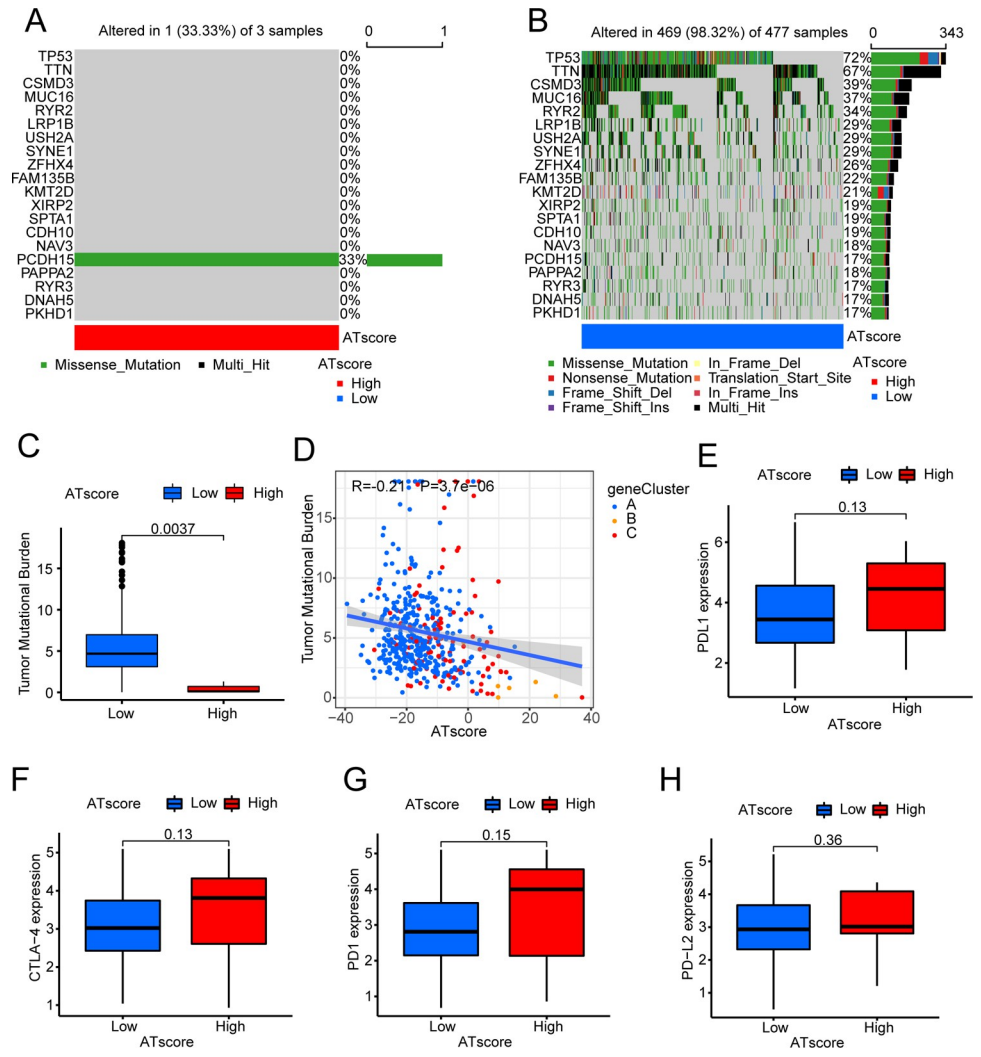 A
Altered in 1 (33.33%) of 3 samples
0 1
TP53 0%
TTN 0%
CSMD3 0%
MUC16 0%
RYR2 0%
LRP1B 0%
USH2A 0%
SYNE1 0%
ZFHX4 0%
FAM135B 0%
KMT2D 0%
XIRP2 0%
SPTA1 0%
CDH10 0%
NAV3 0%
PCDH15 33%
PAPPA2 0%
RYR3 0%
DNAH5 0%
PKHD1 0%
ATscore
Missense_Mutation Multi_Hit
ATscore
High
Low
B
Altered in 469 (98.32%) of 477 samples
0 343
TP53 72%
TTN 67%
CSMD3 39%
MUC16 37%
RYR2 34%
LRP1B 29%
USH2A 29%
SYNE1 29%
ZFHX4 26%
FAM135B 22%
KMT2D 21%
XIRP2 19%
SPTA1 19%
CDH10 19%
NAV3 18%
PCDH15 17%
PAPPA2 18%
RYR3 17%
DNAH5 17%
PKHD1 17%
ATscore
Missense_Mutation In_Frame_Del
Nonsense_Mutation Translation_Start_Site
Frame_Shift_Del In_Frame_Ins
Frame_Shift_Ins Multi_Hit
ATscore
High
Low
C
ATscore Low High
Tumor Mutational Burden
15
10
5
0
0.0037
Low High
ATscore
D
R=-0.21 P=3.7e−06
Tumor Mutational Burden
15
10
5
0
−40 −20 0 20 40
ATscore
geneCluster
A
B
C
E
ATscore Low High
PDL1 expression
6
4
2
0.13
Low High
ATscore
F
ATscore Low High
CTLA−4 expression
5
4
3
2
1
0.13
Low High
ATscore
G
ATscore Low High
PD1 expression
5
4
3
2
1
0.15
Low High
ATscore
H
ATscore Low High
PD−L2 expression
5
4
3
2
1
0.36
Low High
ATscore